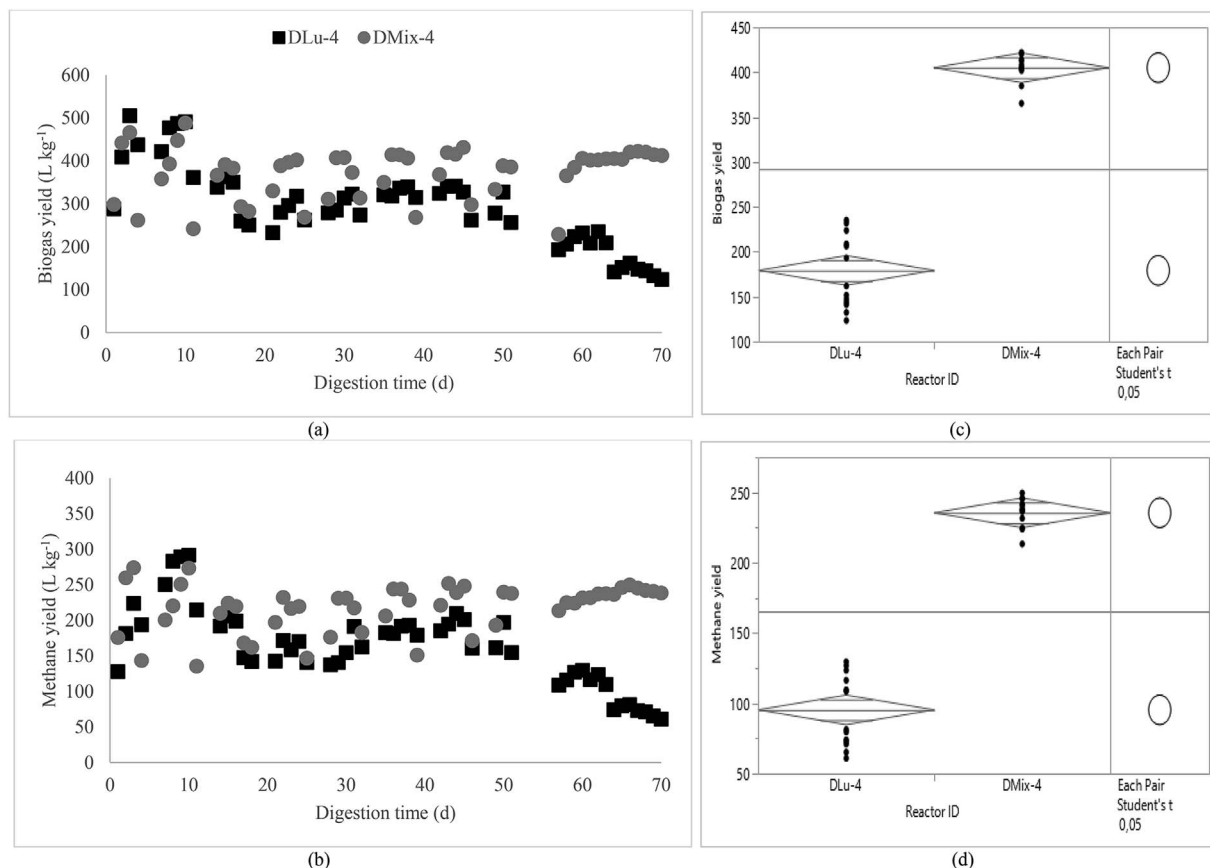 DLu-4 DMix-4
600
500
400
300
200
100
0
Biogas yield (L kg⁻¹)
0 10 20 30 40 50 60 70
Digestion time (d)
(a)
400
350
300
250
200
150
100
50
0
Methane yield (L kg⁻¹)
0 10 20 30 40 50 60 70
Digestion time (d)
(b)
450
400
350
300
250
200
150
100
Biogas yield
DLu-4 DMix-4 Each Pair
Student's t
0,05
Reactor ID
(c)
250
200
150
100
50
Methane yield
DLu-4 DMix-4 Each Pair
Student's t
0,05
Reactor ID
(d)